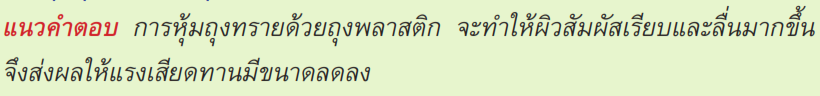 แนวคำตอบ การหุ้มถุงทรายด้วยถุงพลาสติก จะทำให้ผิวสัมผัสเรียบและลื่นมากขึ้น
จึงส่งผลให้แรงเสียดทานมีขนาดลดลง